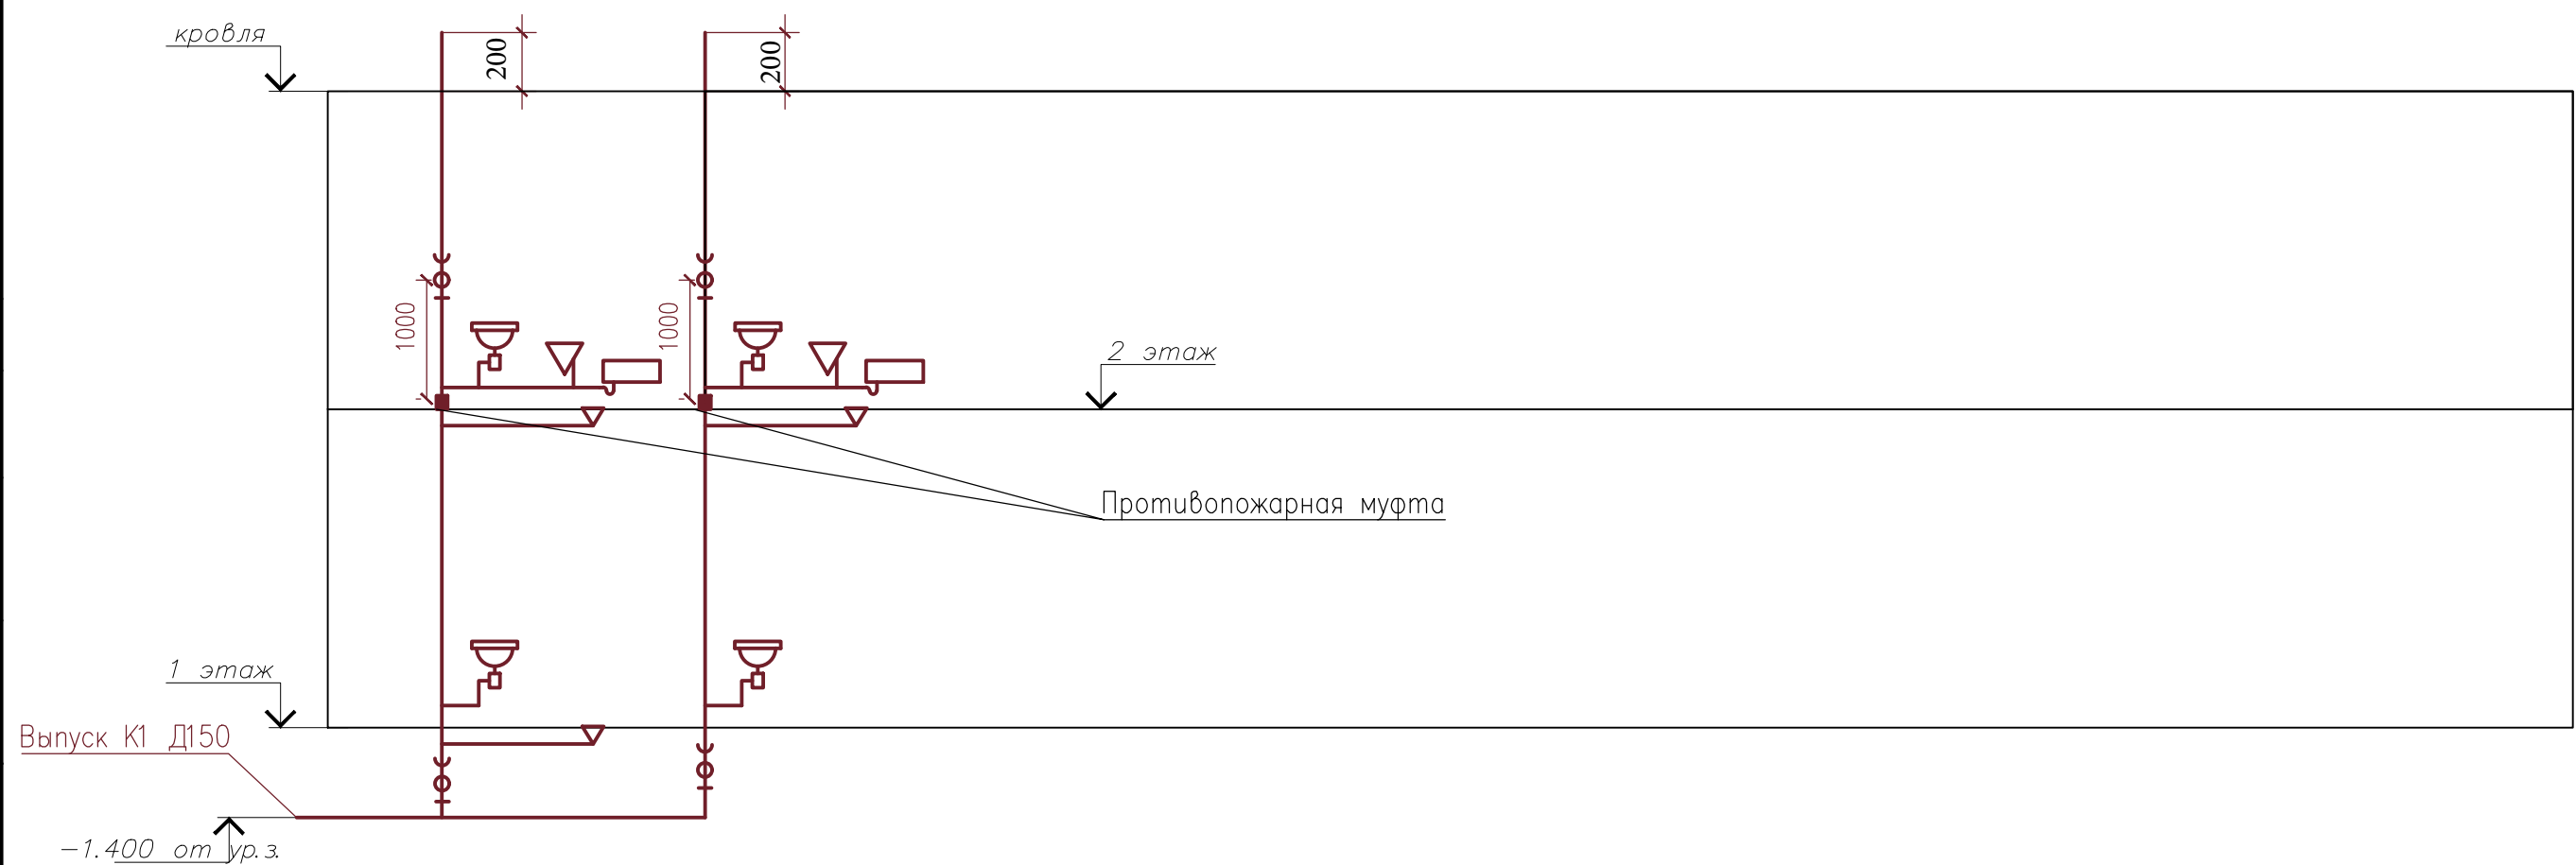 кровля
200
200
1000
1000
2 этаж
Противопожарная муфта
1 этаж
Выпуск К1 Д150
-1.400 от ур.з.